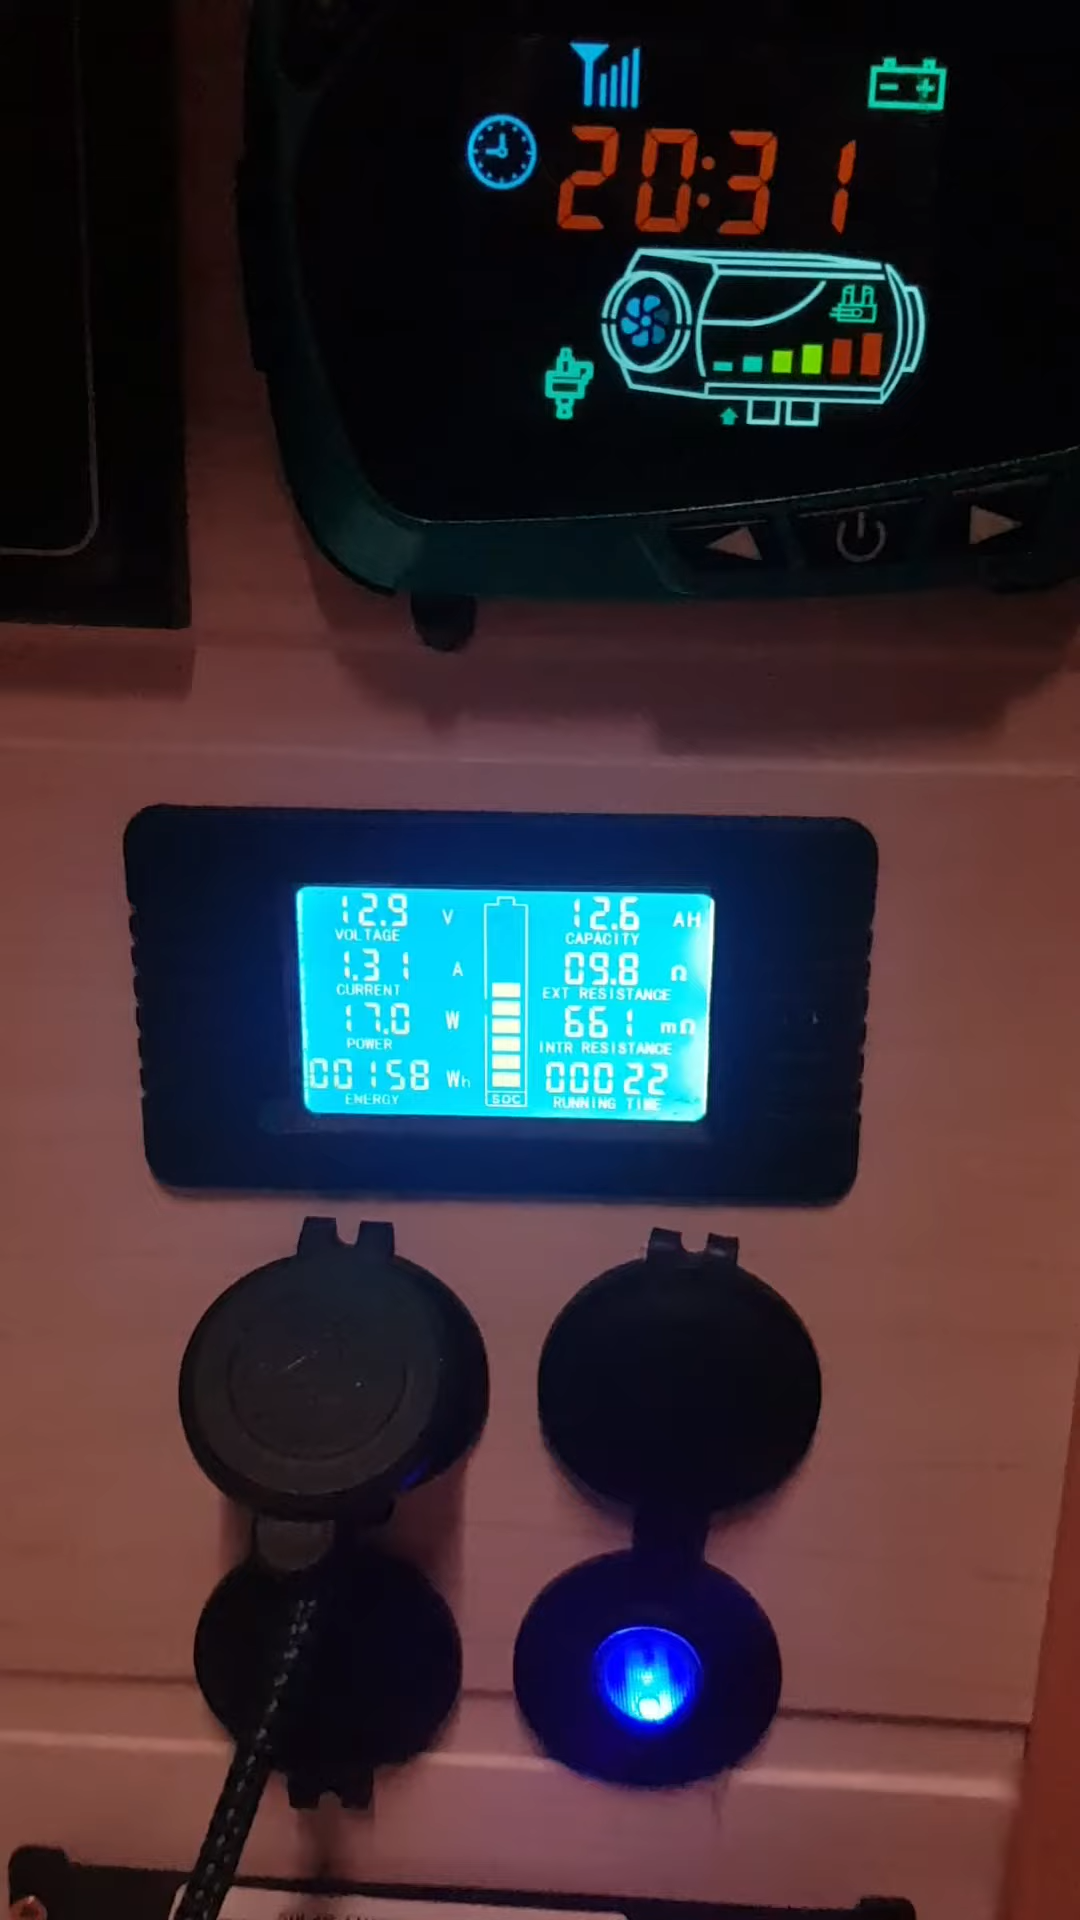 20:31
12.9 V
VOLTAGE
1.31 A
CURRENT
17.0 W
POWER
00158 Wh
ENERGY
SOC
12.6 AH
CAPACITY
09.8 Ω
EXT RESISTANCE
661 mΩ
INTR RESISTANCE
00022
RUNNING TIME